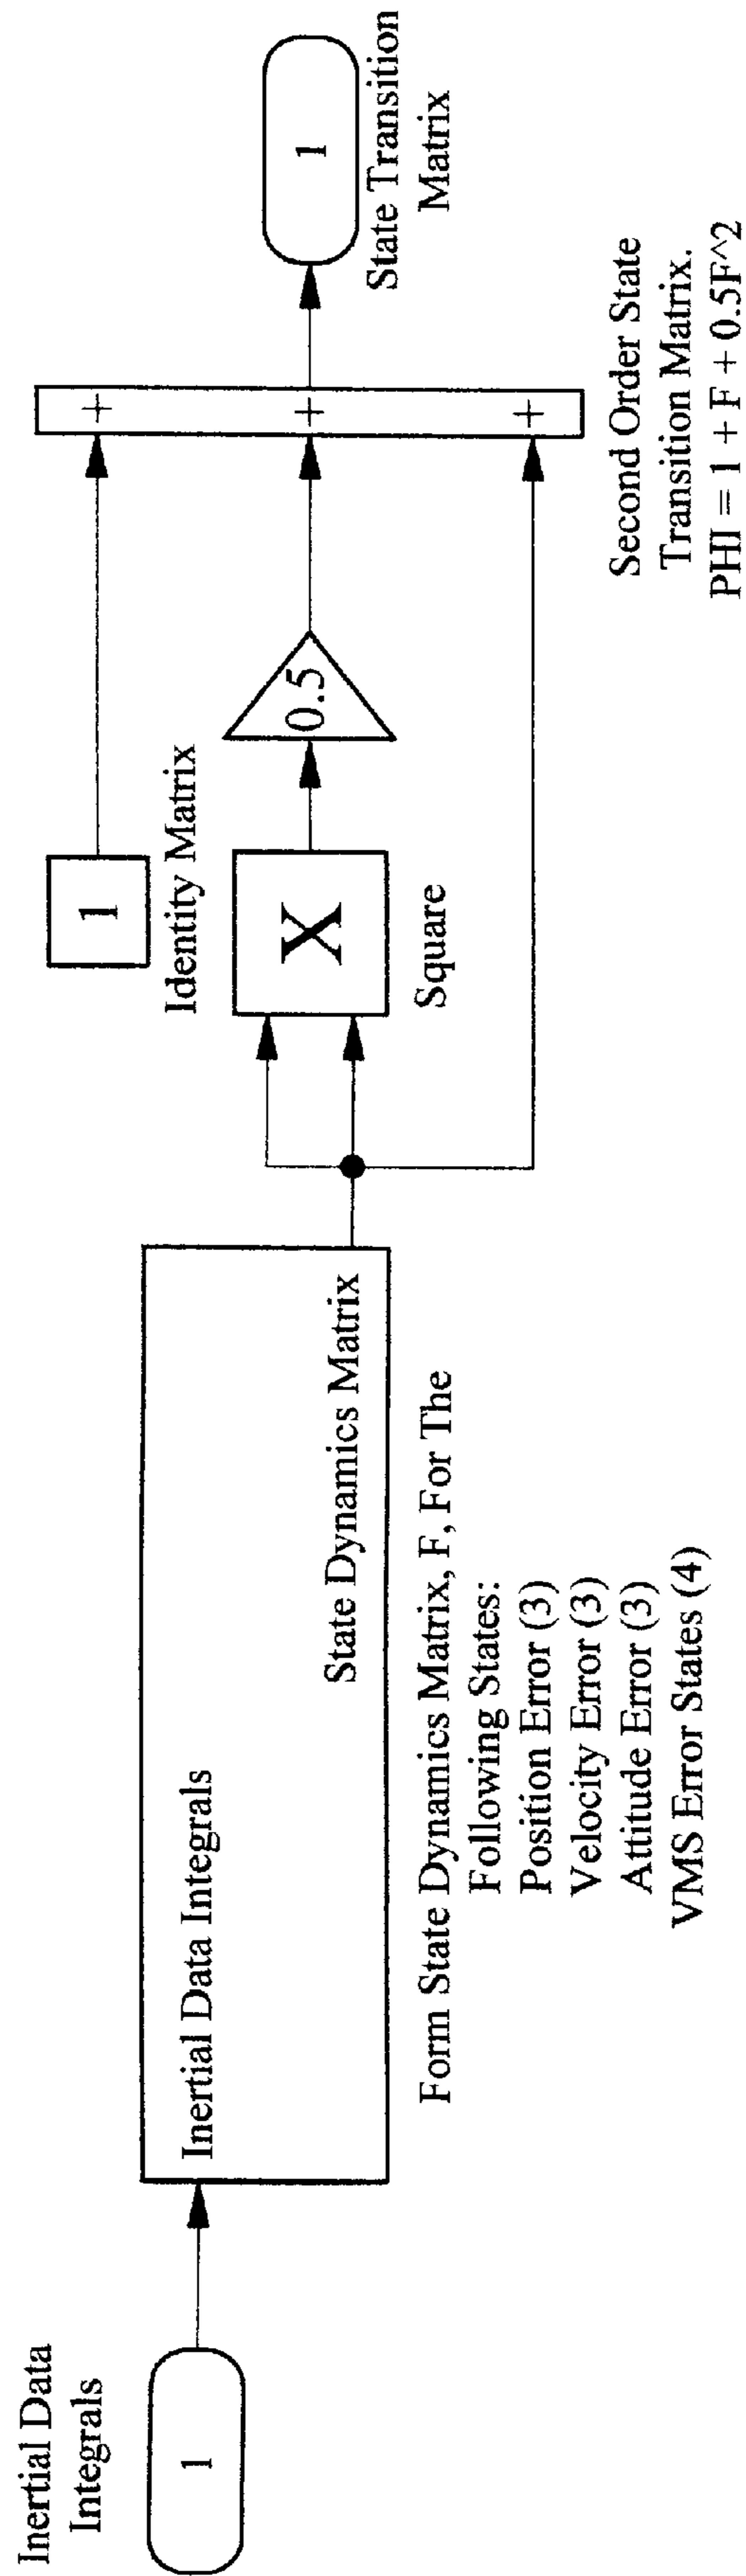 Inertial Data
Integrals
1
Inertial Data Integrals
State Dynamics Matrix
Form State Dynamics Matrix, F, For The
Following States:
Position Error (3)
Velocity Error (3)
Attitude Error (3)
VMS Error States (4)
1
Identity Matrix
X
Square
0.5
+
+
+
1
State Transition
Matrix
Second Order State
Transition Matrix.
PHI = 1 + F + 0.5F^2